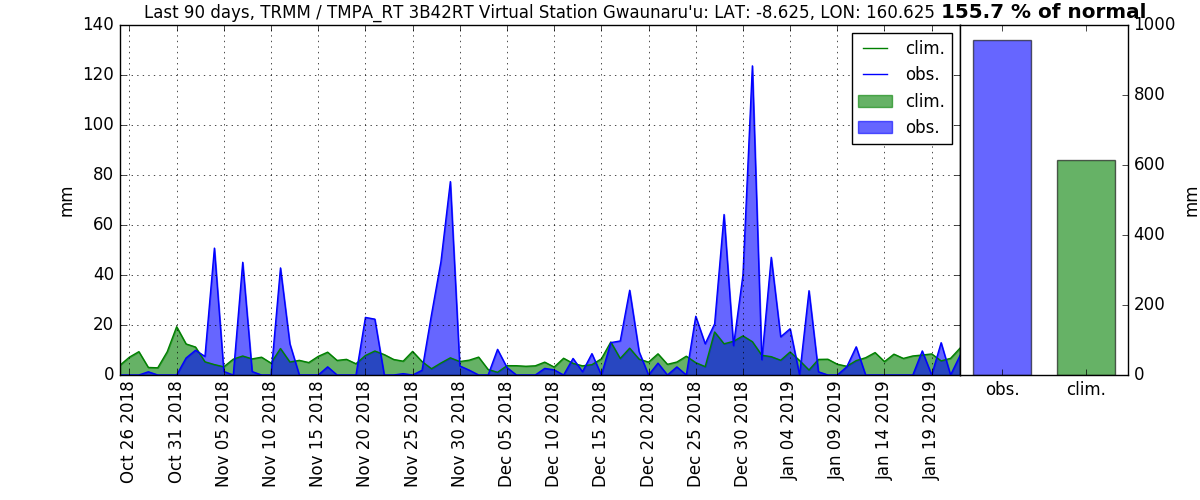 Last 90 days, TRMM / TMPA_RT 3B42RT Virtual Station Gwaunaru'u: LAT: -8.625, LON: 160.625 155.7 % of normal
140
120
100
80
60
40
20
0
mm
clim.
obs.
clim.
obs.
1000
800
600
400
200
0
mm
obs.
clim.
Oct 26 2018
Oct 31 2018
Nov 05 2018
Nov 10 2018
Nov 15 2018
Nov 20 2018
Nov 25 2018
Nov 30 2018
Dec 05 2018
Dec 10 2018
Dec 15 2018
Dec 20 2018
Dec 25 2018
Dec 30 2018
Jan 04 2019
Jan 09 2019
Jan 14 2019
Jan 19 2019